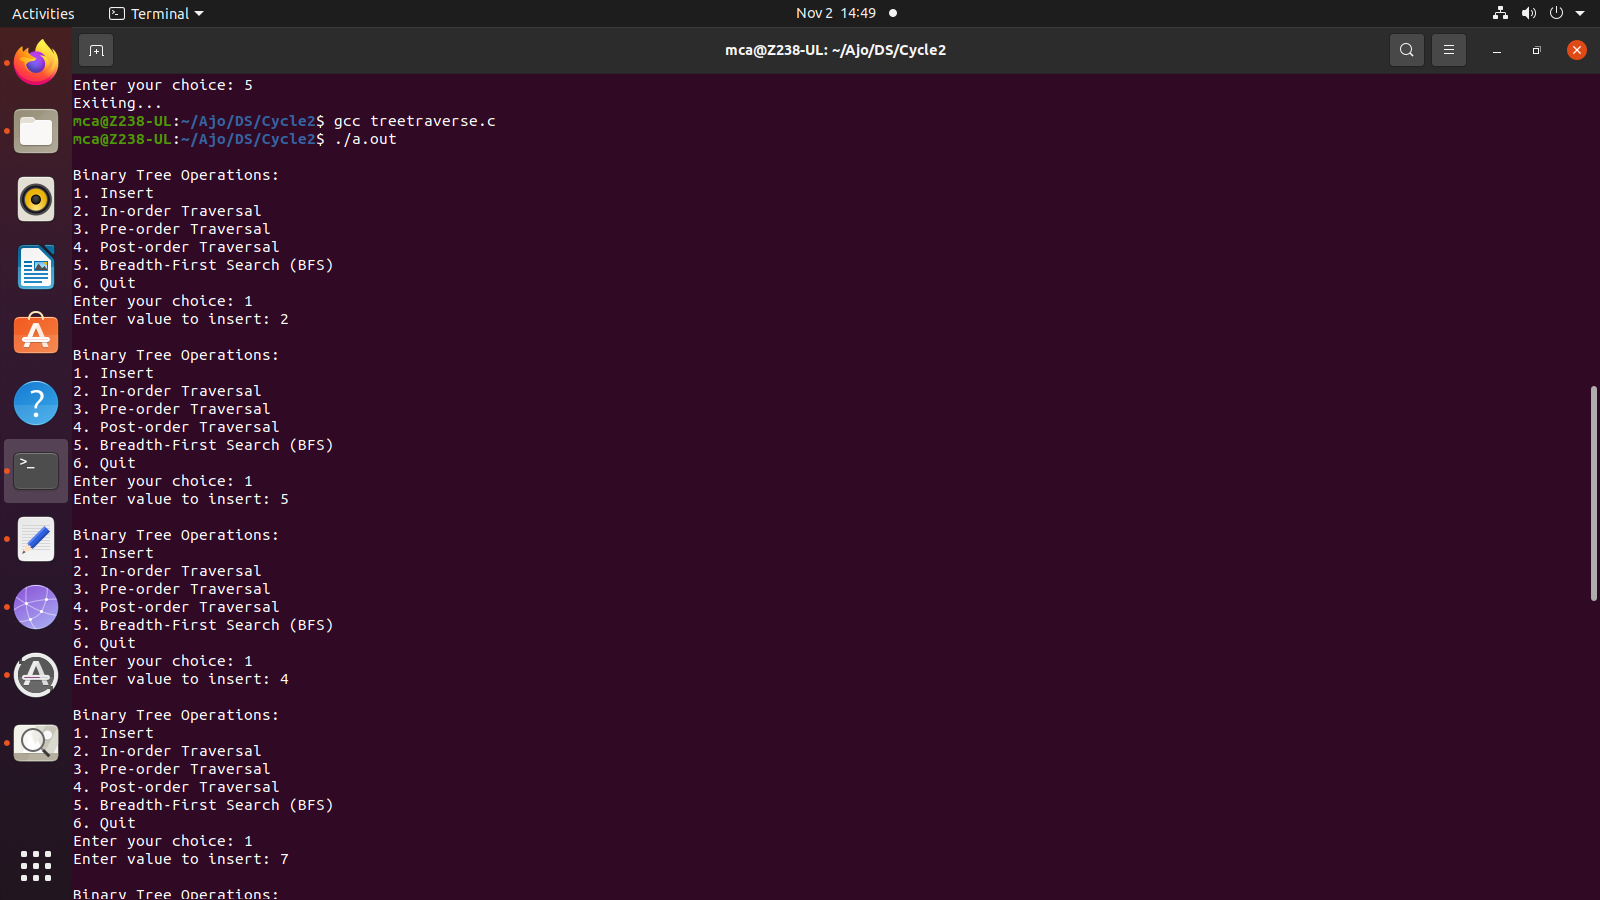 Activities
Terminal
Nov 2 14:49
mca@Z238-UL: ~/Ajo/DS/Cycle2
Enter your choice: 5
Exiting...
mca@Z238-UL:~/Ajo/DS/Cycle2$ gcc treetraverse.c
mca@Z238-UL:~/Ajo/DS/Cycle2$ ./a.out
Binary Tree Operations:
1. Insert
2. In-order Traversal
3. Pre-order Traversal
4. Post-order Traversal
5. Breadth-First Search (BFS)
6. Quit
Enter your choice: 1
Enter value to insert: 2
Binary Tree Operations:
1. Insert
2. In-order Traversal
3. Pre-order Traversal
4. Post-order Traversal
5. Breadth-First Search (BFS)
6. Quit
Enter your choice: 1
Enter value to insert: 5
Binary Tree Operations:
1. Insert
2. In-order Traversal
3. Pre-order Traversal
4. Post-order Traversal
5. Breadth-First Search (BFS)
6. Quit
Enter your choice: 1
Enter value to insert: 4
Binary Tree Operations:
1. Insert
2. In-order Traversal
3. Pre-order Traversal
4. Post-order Traversal
5. Breadth-First Search (BFS)
6. Quit
Enter your choice: 1
Enter value to insert: 7
Binary Tree Operations: